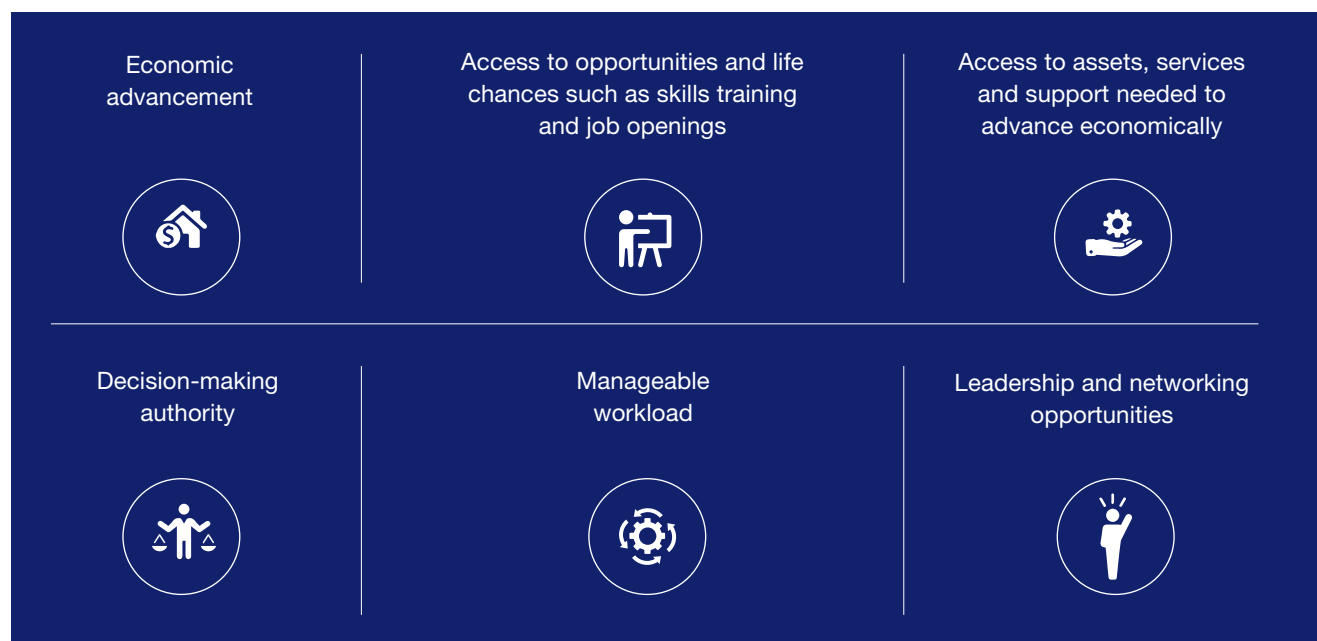 Economic
advancement
Access to opportunities and life
chances such as skills training
and job openings
Access to assets, services
and support needed to
advance economically
$
Decision-making
authority
Manageable
workload
Leadership and networking
opportunities